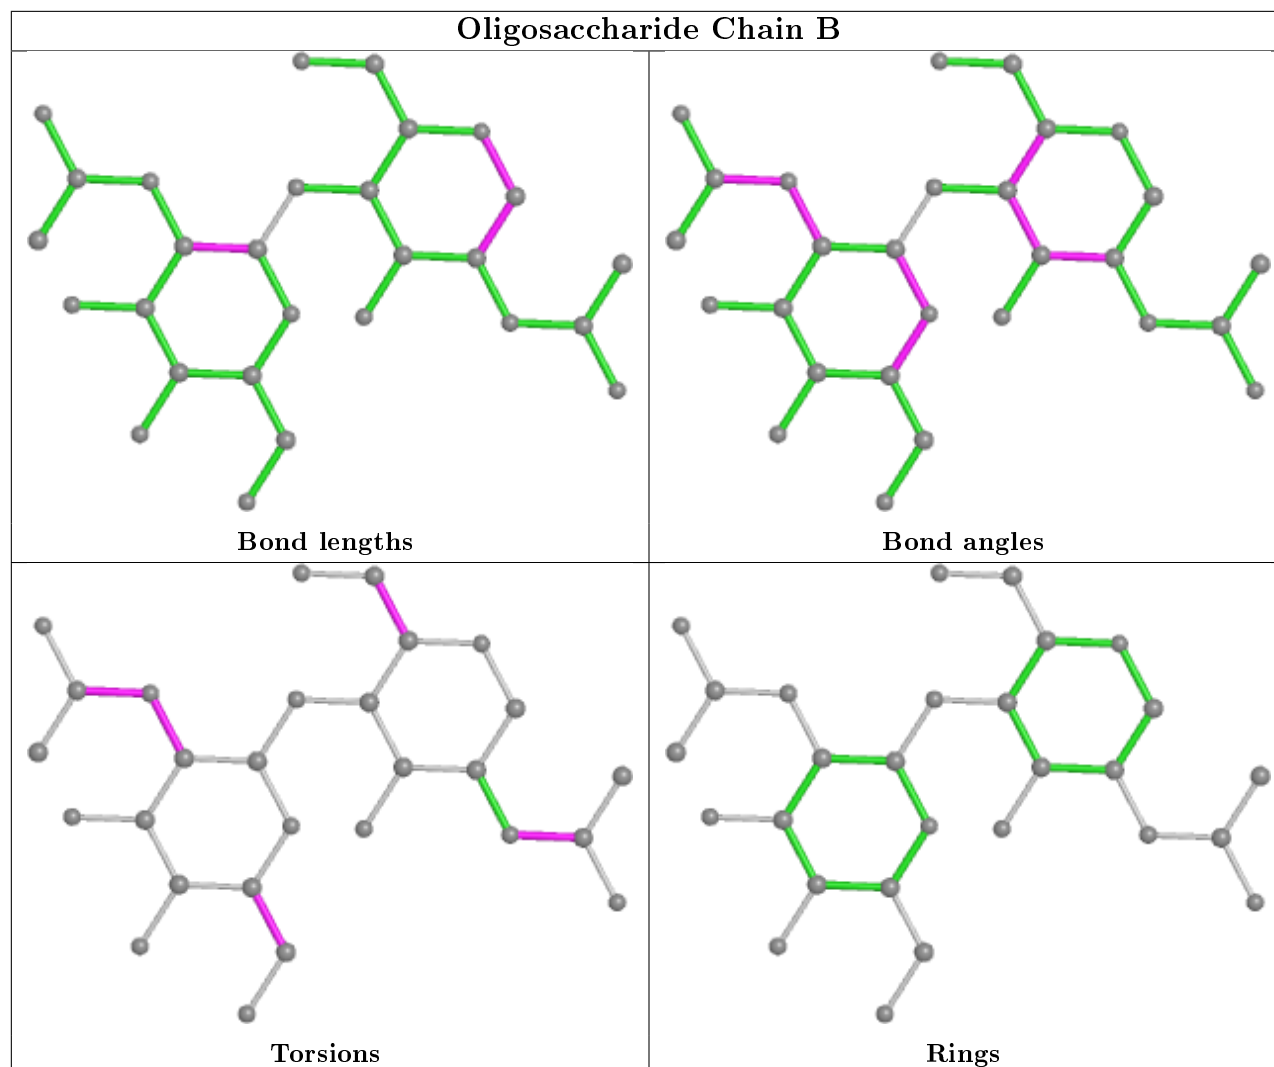 Oligosaccharide Chain B
Bond lengths
Bond angles
Torsions
Rings